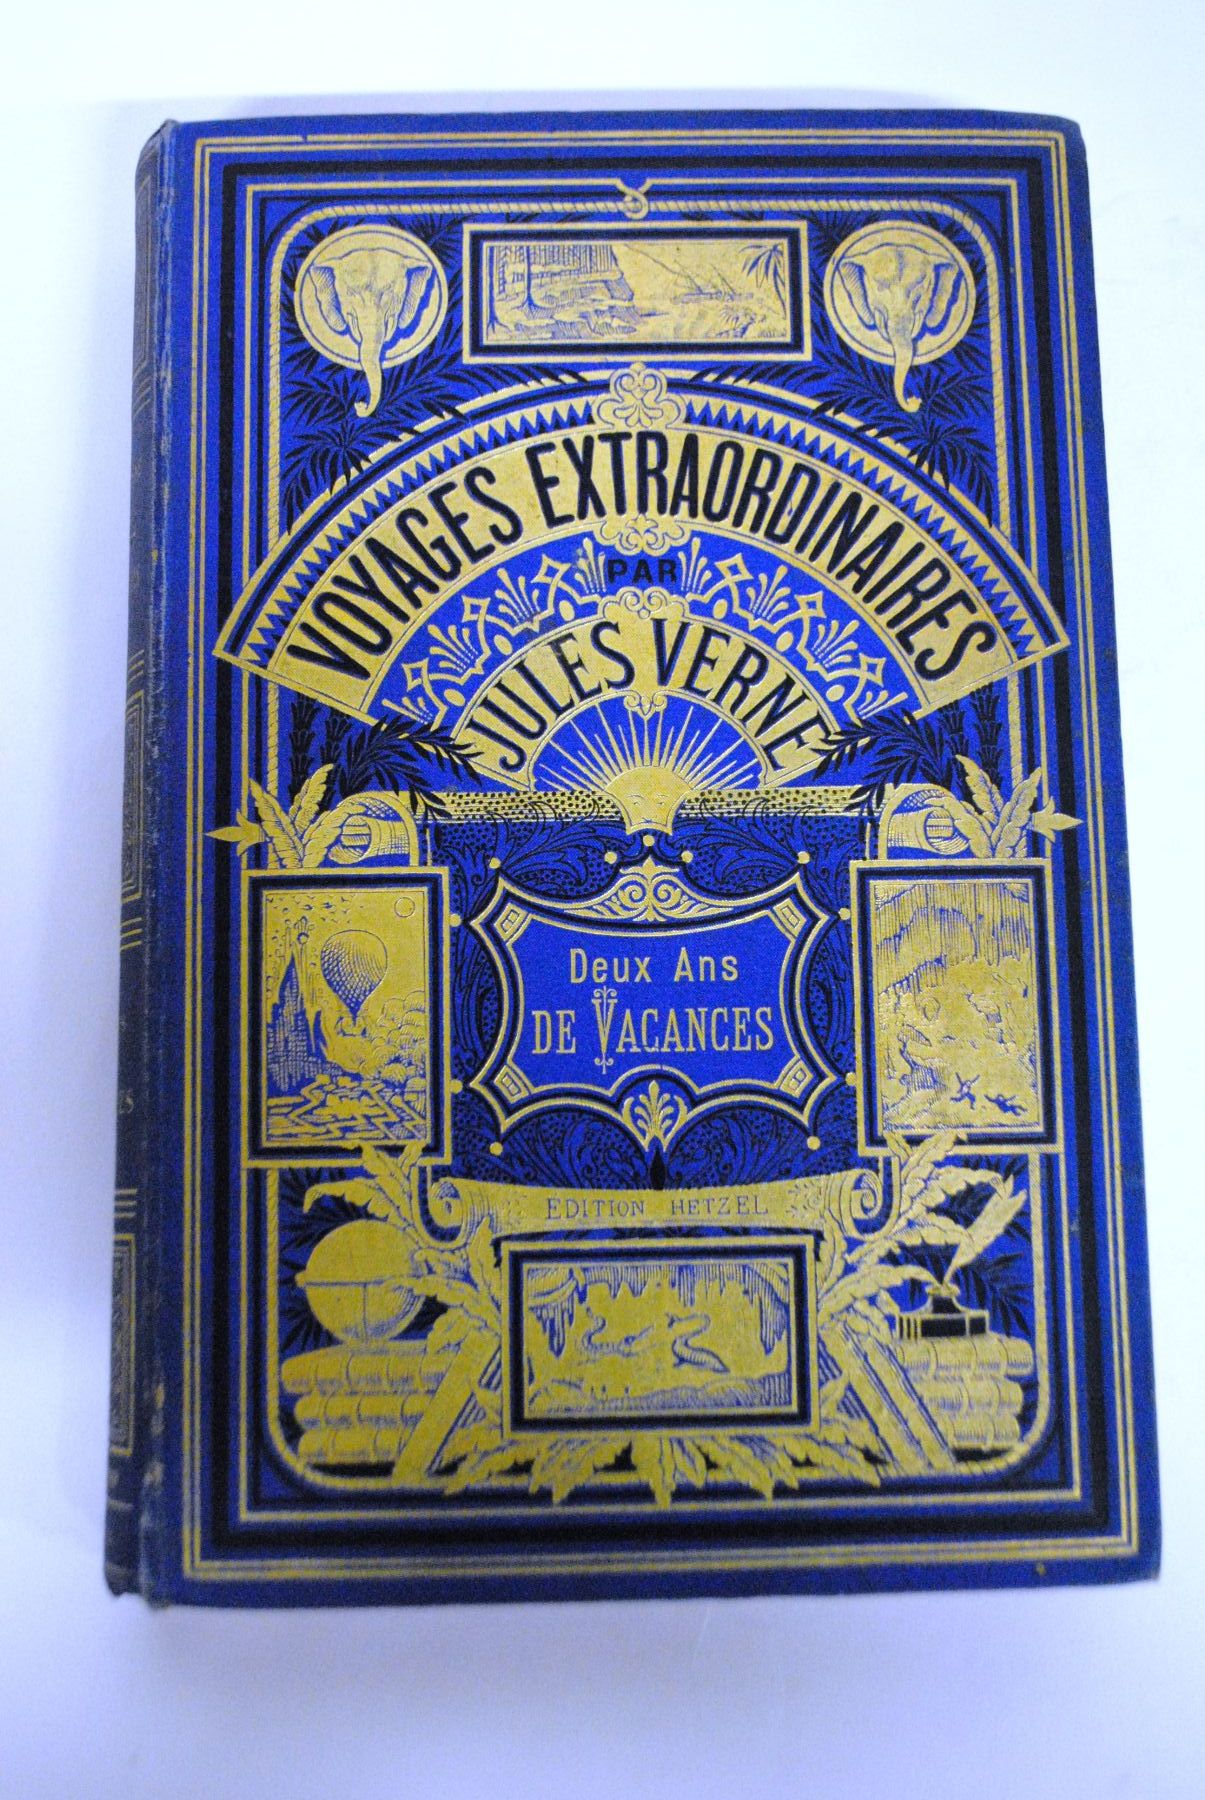 VOYAGES EXTRAORDINAIRES
PAR
JULES VERNE
Deux Ans
DE VACANCES
EDITION HETZEL